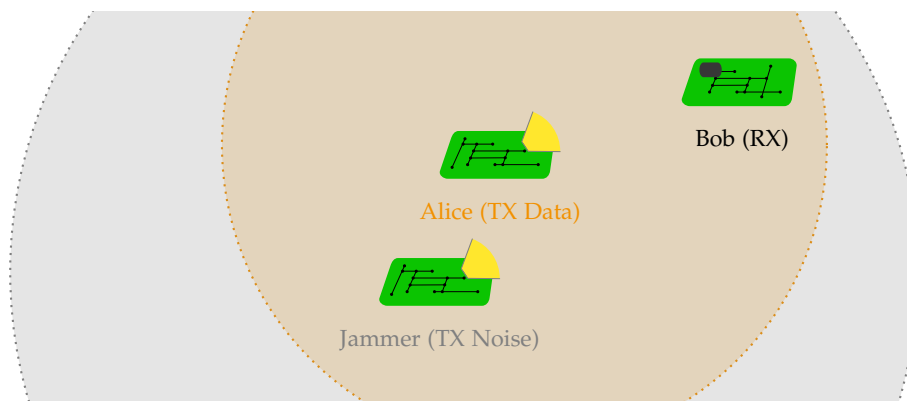 Bob (RX)
Alice (TX Data)
Jammer (TX Noise)